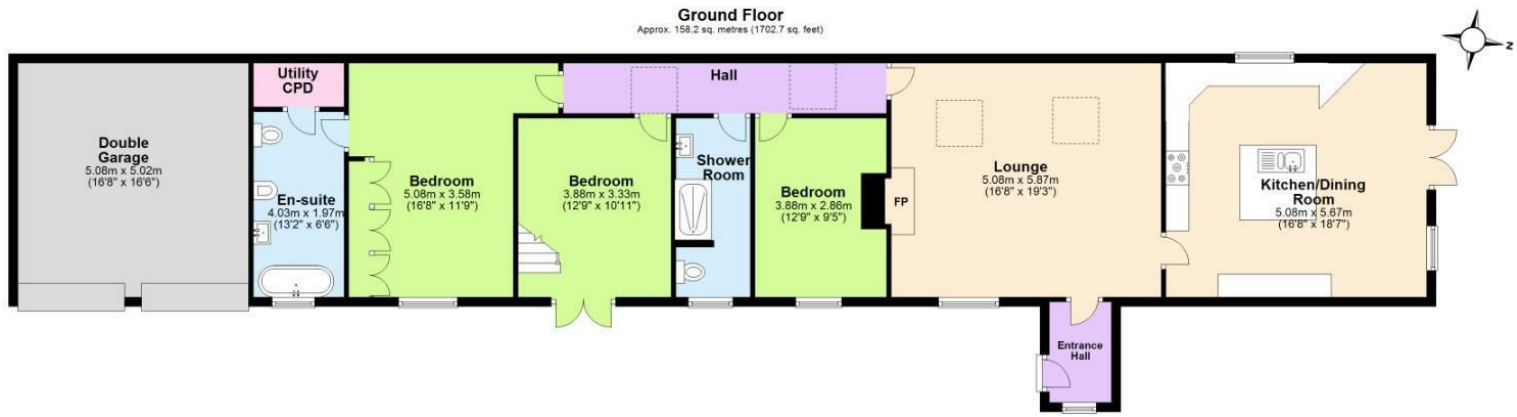 Ground Floor
Approx. 158.2 sq. metres (1702.7 sq. feet)
N
Double
Garage
5.08m x 5.02m
(16'8" x 16'6")
Utility
CPD
En-suite
4.03m x 1.97m
(13'2" x 6'6")
Bedroom
5.08m x 3.58m
(16'8" x 11'9")
Hall
Bedroom
3.88m x 3.33m
(12'9" x 10'11")
Shower
Room
Bedroom
3.88m x 2.86m
(12'9" x 9'5")
FP
Lounge
5.08m x 5.87m
(16'8" x 19'3")
Kitchen/Dining
Room
5.08m x 5.67m
(16'8" x 18'7")
Entrance
Hall